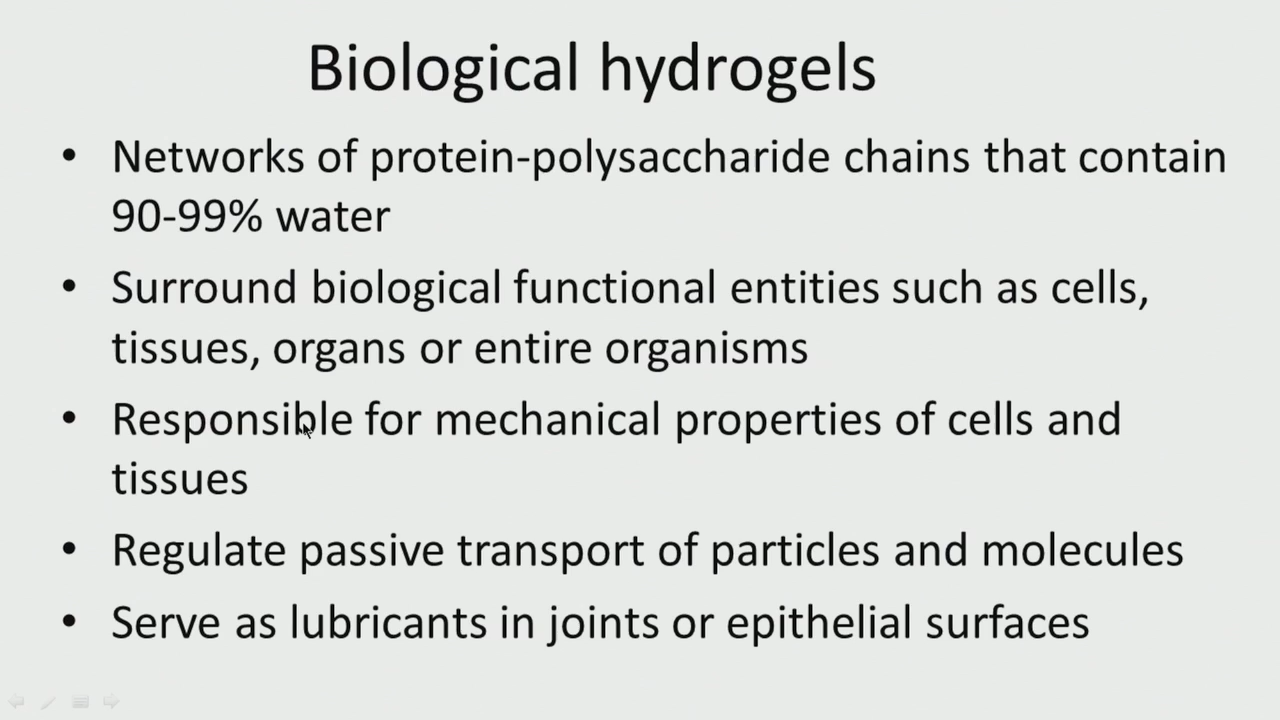 Biological hydrogels
• Networks of protein-polysaccharide chains that contain
90-99% water
• Surround biological functional entities such as cells,
tissues, organs or entire organisms
• Responsible for mechanical properties of cells and
tissues
• Regulate passive transport of particles and molecules
• Serve as lubricants in joints or epithelial surfaces